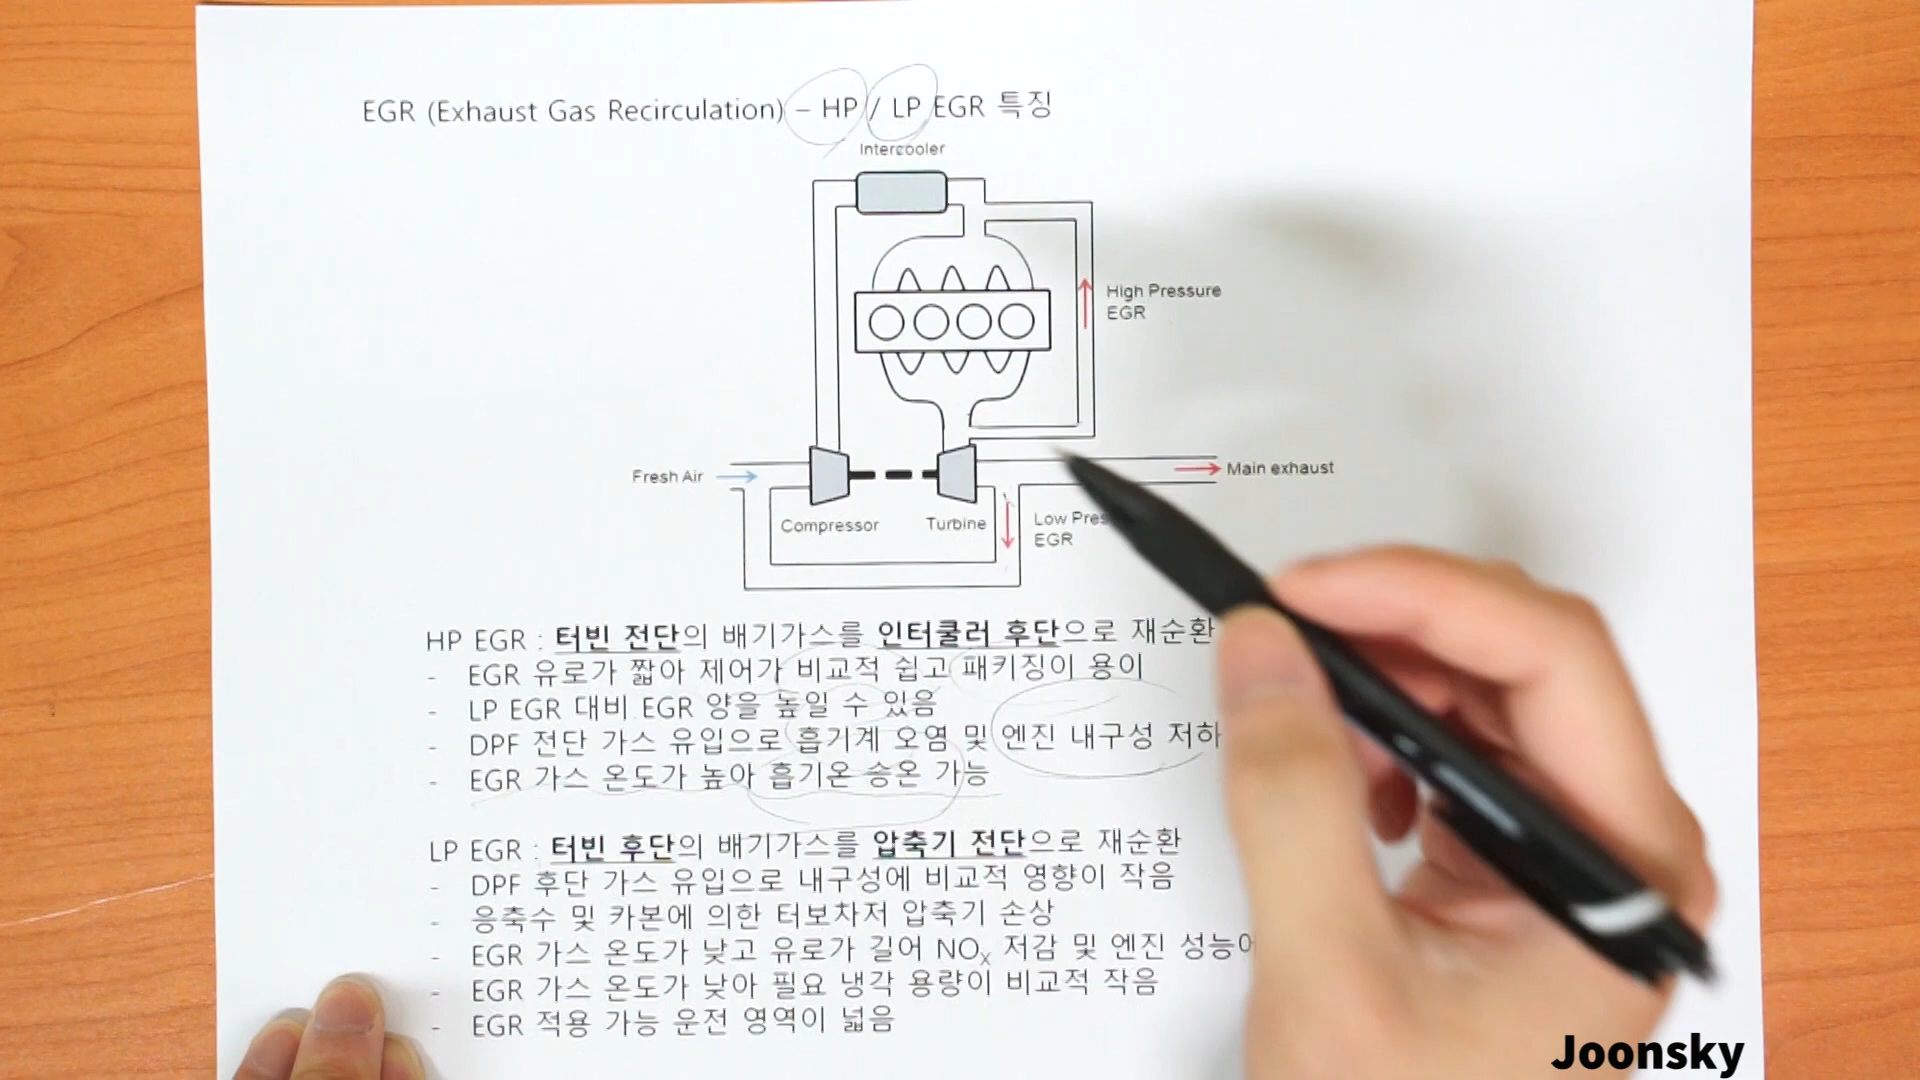 EGR (Exhaust Gas Recirculation) – HP / LP EGR 특징
Intercooler
High Pressure
EGR
Fresh Air
Main exhaust
Compressor
Turbine
Low
EGR
HP EGR : 터빈 전단의 배기가스를 인터쿨러 후단으로 재순환
- EGR 유로가 짧아 제어가 비교적 쉽고 패키징이 용이
- LP EGR 대비 EGR 양을 높일 수 있음
- DPF 전단 가스 유입으로 흡기계 오염 및 엔진 내구성 저하
- EGR 가스 온도가 높아 흡기온 승온 가능
LP EGR : 터빈 후단의 배기가스를 압축기 전단으로 재순환
- DPF 후단 가스 유입으로 내구성에 비교적 영향이 작음
- 응축수 및 카본에 의한 터보차저 압축기 손상
- EGR 가스 온도가 낮고 유로가 길어 NOx 저감 및 엔진
- EGR 가스 온도가 낮아 필요 냉각 용량이 비교적 작음
- EGR 적용 가능 운전 영역이 넓음
Joonsky